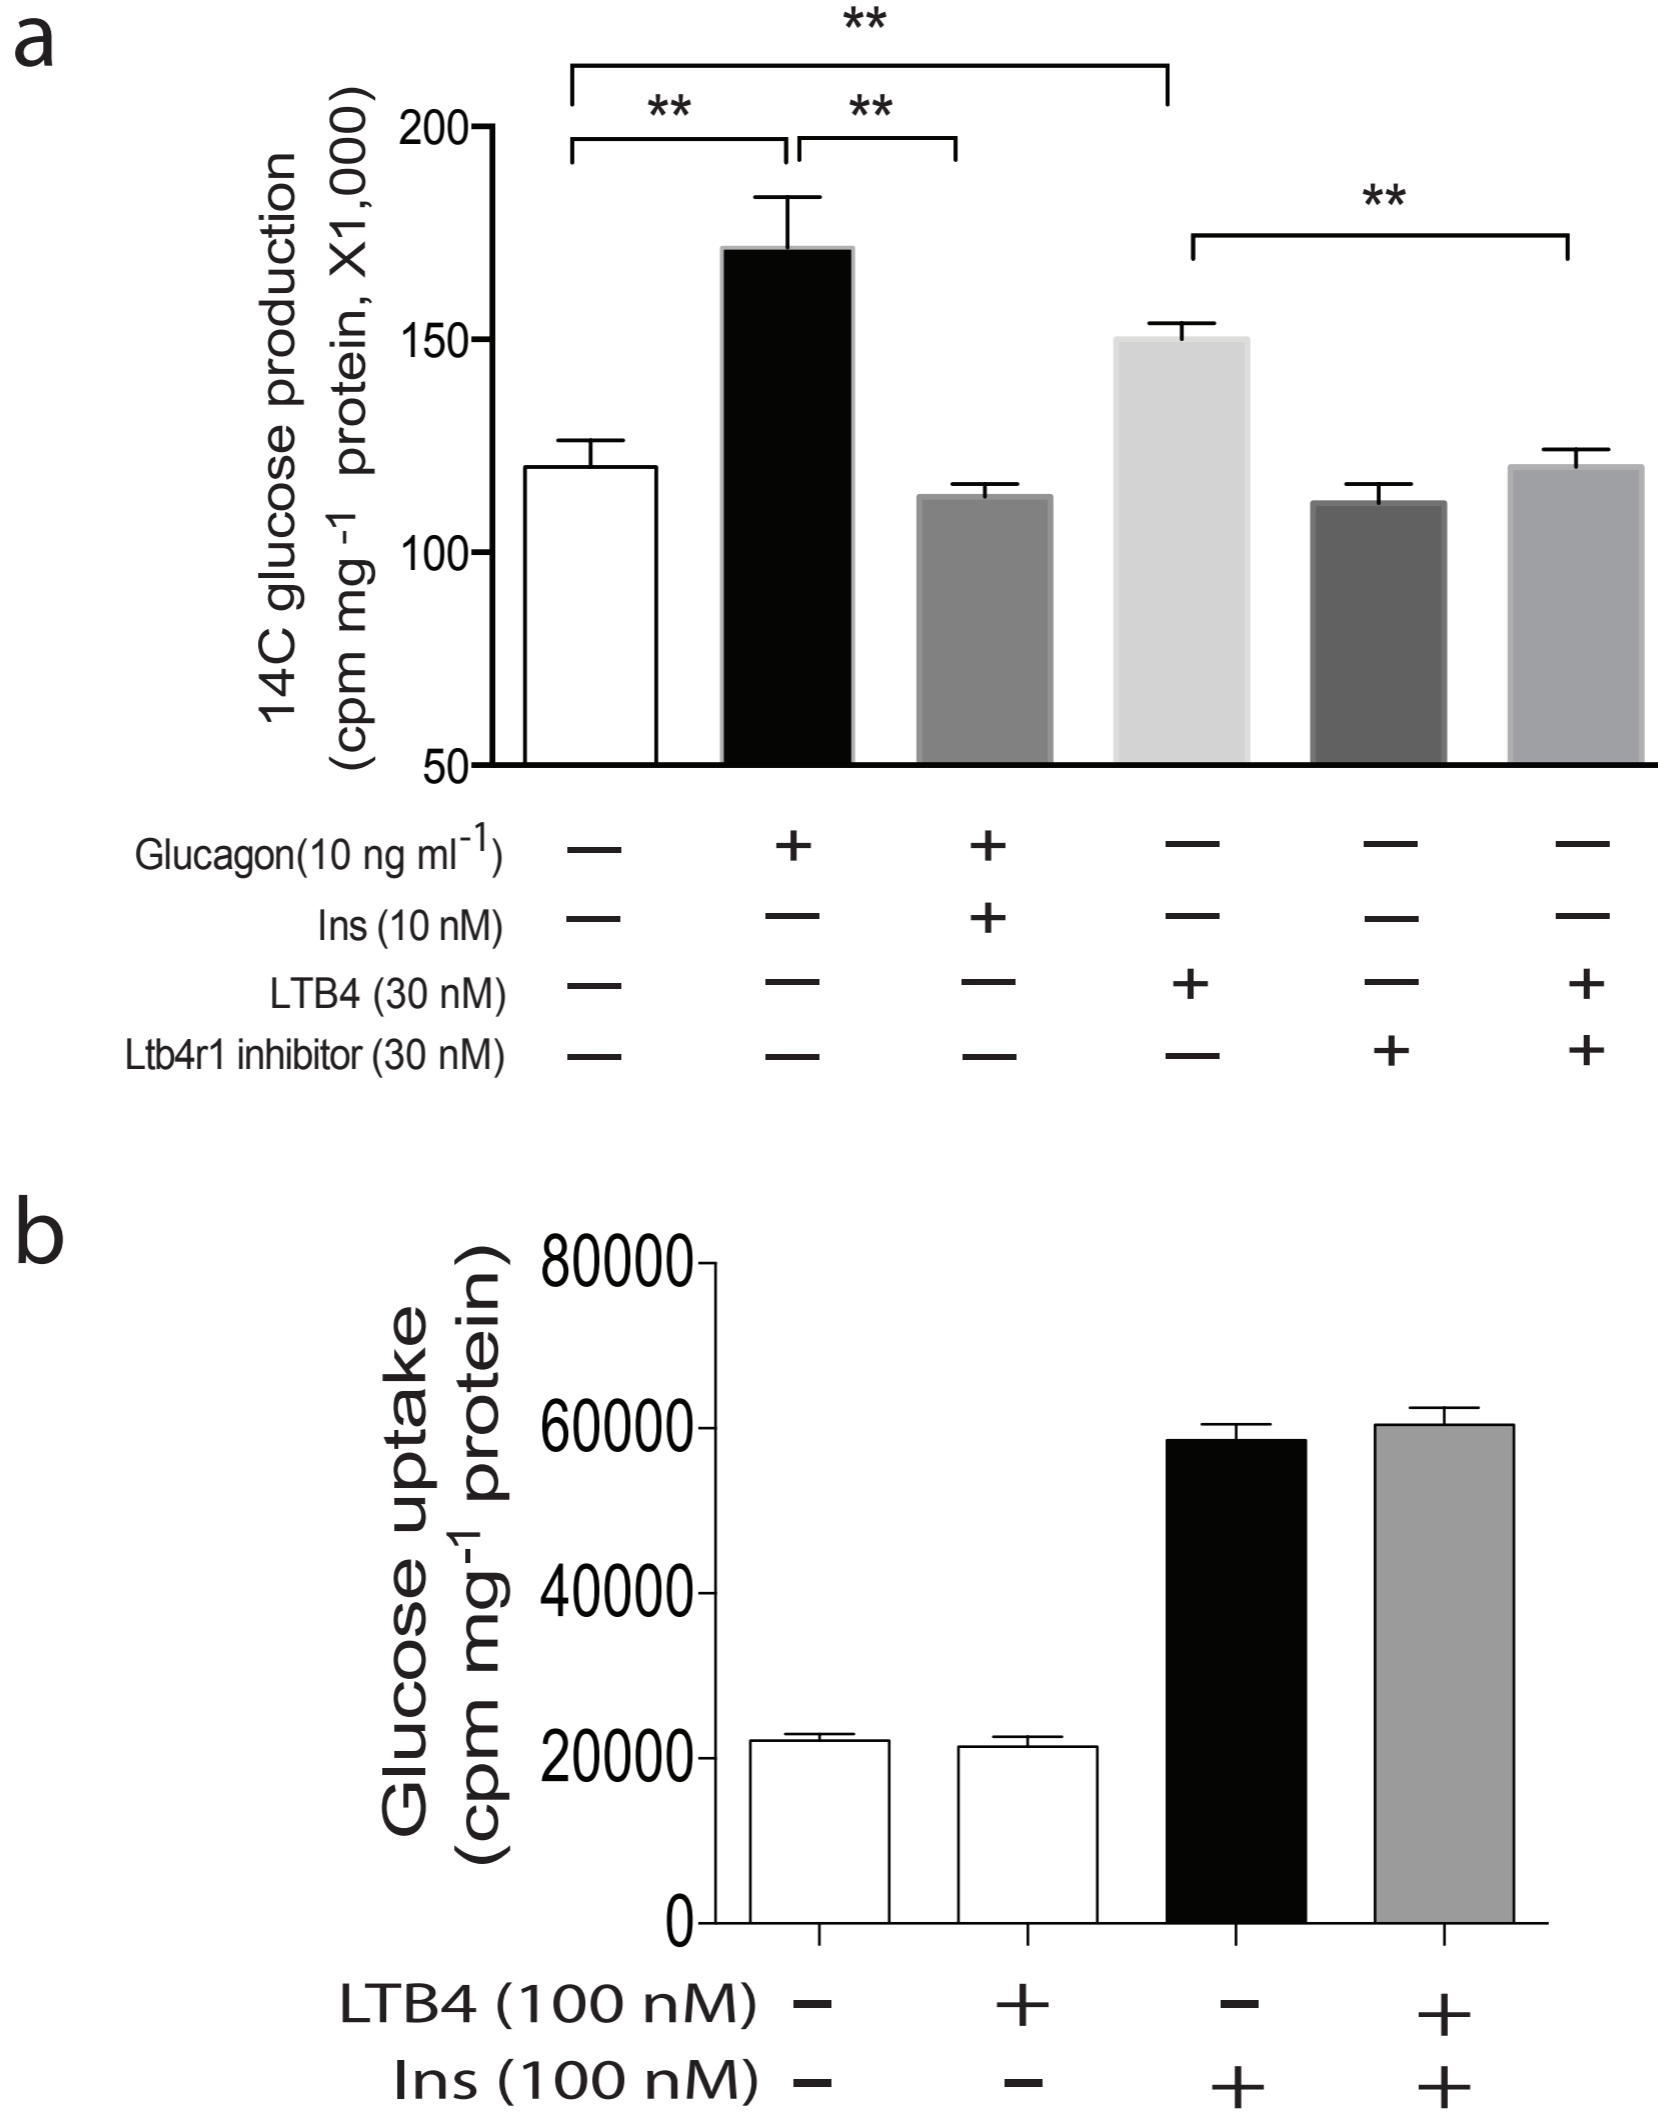 a
**
** **
**
14C glucose production
(cpm mg⁻¹ protein, X1,000)
200
150
100
50
Glucagon(10 ng ml⁻¹) — + + — — —
Ins (10 nM) — — + — — —
LTB4 (30 nM) — — — + — +
Ltb4r1 inhibitor (30 nM) — — — — + +
b
Glucose uptake
(cpm mg⁻¹ protein)
80000
60000
40000
20000
0
LTB4 (100 nM) − + − +
Ins (100 nM) − − + +